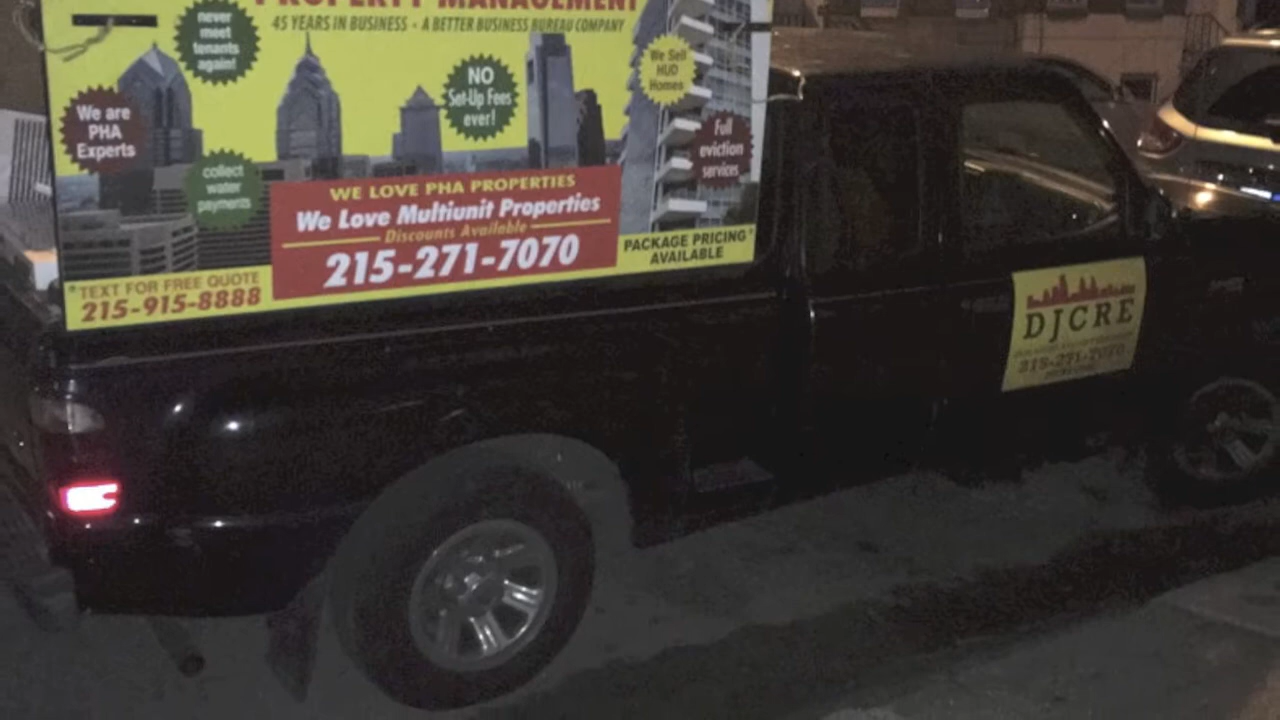 PROPERTY MANAGEMENT
45 YEARS IN BUSINESS - A BETTER BUSINESS BUREAU COMPANY
never
meet
tenants
again!
We Sell
HUD
Homes
NO
Set-Up Fees
ever!
We are
PHA
Experts
Full
eviction
services
collect
water
payments
WE LOVE PHA PROPERTIES
We Love Multiunit Properties
Discounts Available
215-271-7070
PACKAGE PRICING*
AVAILABLE
*TEXT FOR FREE QUOTE
215-915-8888
DJCRE
215-271-7070